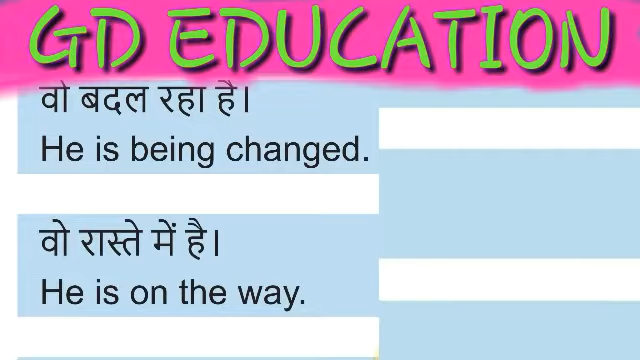 GD EDUCATION
वो बदल रहा है।
He is being changed.
वो रास्ते में है।
He is on the way.